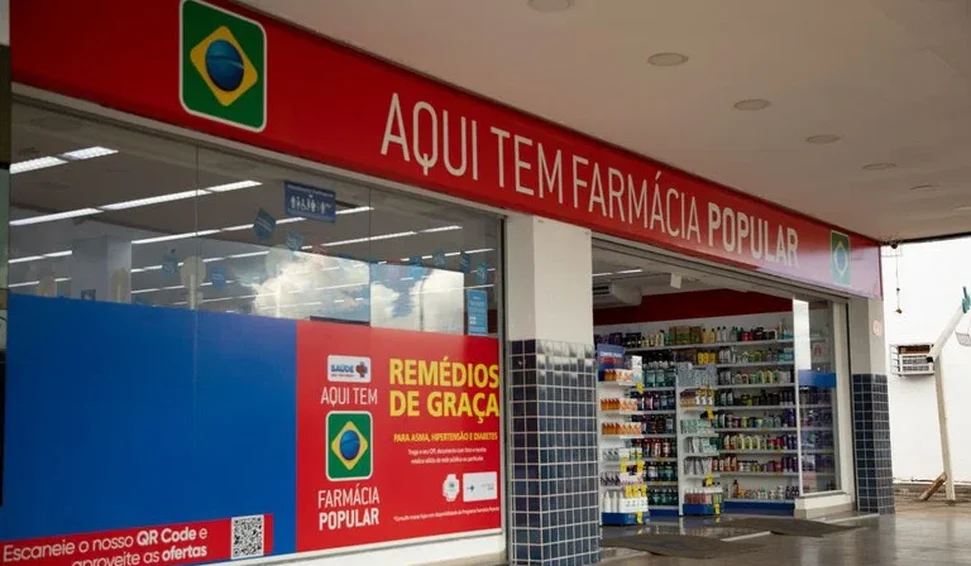 AQUI TEM FARMÁCIA POPULAR
SAÚDE
AQUI TEM
FARMÁCIA
POPULAR
REMÉDIOS
DE GRAÇA
PARA ASMA, HIPERTENSÃO E DIABETES
Escaneie o nosso QR Code e
aproveite as ofertas